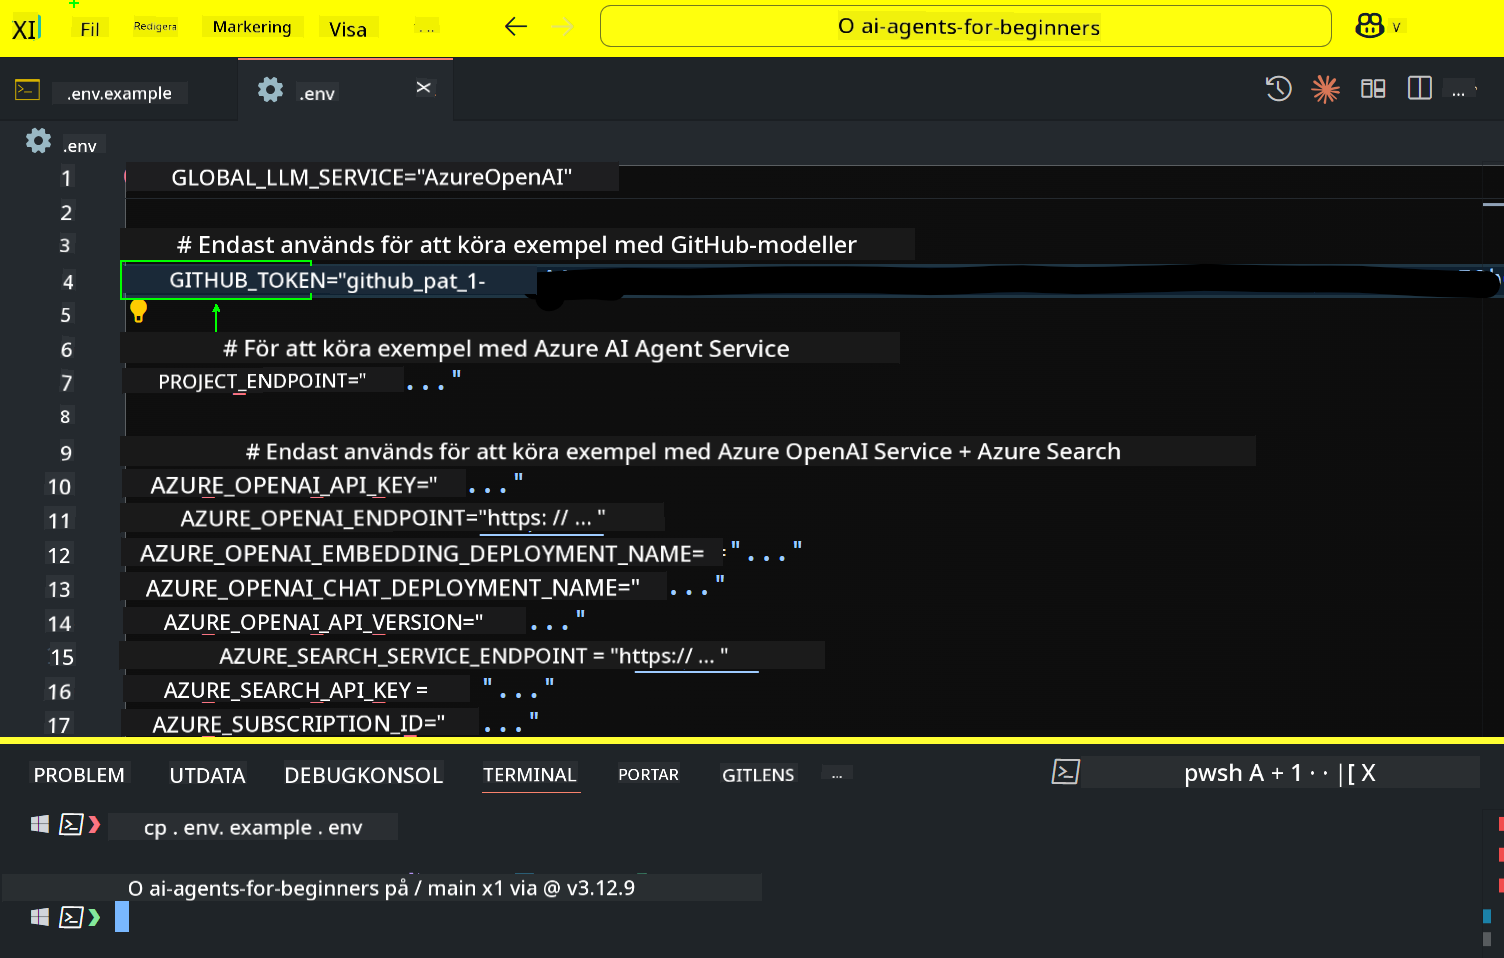 XI Fil Redigera Markering Visa ... O ai-agents-for-beginners v
.env.example .env ...
.env
1 GLOBAL_LLM_SERVICE="AzureOpenAI"
2
3 # Endast används för att köra exempel med GitHub-modeller
4 GITHUB_TOKEN="github_pat_1-
5
6 # För att köra exempel med Azure AI Agent Service
7 PROJECT_ENDPOINT=" ..."
8
9 # Endast används för att köra exempel med Azure OpenAI Service + Azure Search
10 AZURE_OPENAI_API_KEY=" ..."
11 AZURE_OPENAI_ENDPOINT="https: // ... "
12 AZURE_OPENAI_EMBEDDING_DEPLOYMENT_NAME= ="..."
13 AZURE_OPENAI_CHAT_DEPLOYMENT_NAME=" ..."
14 AZURE_OPENAI_API_VERSION=" ..."
15 AZURE_SEARCH_SERVICE_ENDPOINT = "https:// ... "
16 AZURE_SEARCH_API_KEY = "..."
17 AZURE_SUBSCRIPTION_ID=" ..."
PROBLEM UTDATA DEBUGKONSOL TERMINAL PORTAR GITLENS ... pwsh A + 1 · · |[ X
cp . env. example . env
O ai-agents-for-beginners på / main x1 via @ v3.12.9